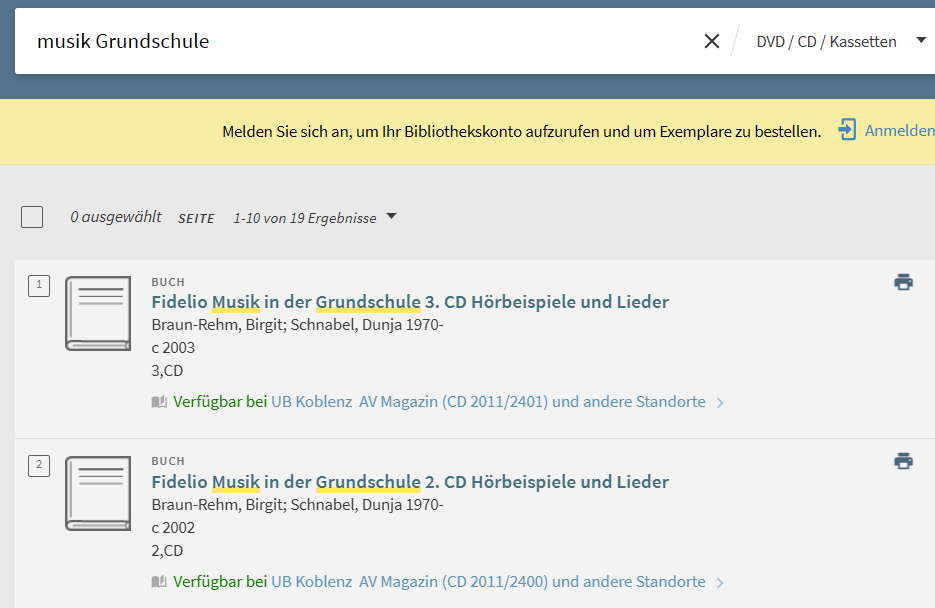 musik Grundschule
DVD / CD / Kassetten
Melden Sie sich an, um Ihr Bibliothekskonto aufzurufen und um Exemplare zu bestellen. Anmelden
0 ausgewählt SEITE 1-10 von 19 Ergebnisse
1
BUCH
Fidelio Musik in der Grundschule 3. CD Hörbeispiele und Lieder
Braun-Rehm, Birgit; Schnabel, Dunja 1970-
c 2003
3,CD
Verfügbar bei UB Koblenz AV Magazin (CD 2011/2401) und andere Standorte
2
BUCH
Fidelio Musik in der Grundschule 2. CD Hörbeispiele und Lieder
Braun-Rehm, Birgit; Schnabel, Dunja 1970-
c 2002
2,CD
Verfügbar bei UB Koblenz AV Magazin (CD 2011/2400) und andere Standorte